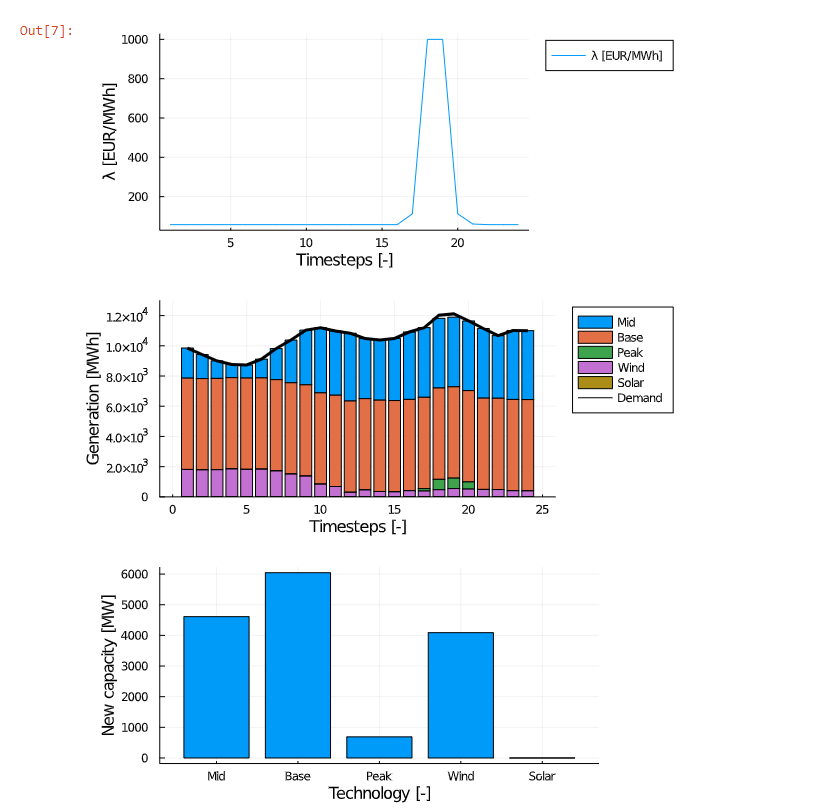 Out[7]:
1000
800
600
400
200
λ [EUR/MWh]
5 10 15 20
Timesteps [-]
λ [EUR/MWh]
1.2×10⁴
1.0×10⁴
8.0×10³
6.0×10³
4.0×10³
2.0×10³
0
Generation [MWh]
0 5 10 15 20 25
Timesteps [-]
Mid
Base
Peak
Wind
Solar
Demand
6000
5000
4000
3000
2000
1000
0
New capacity [MW]
Mid Base Peak Wind Solar
Technology [-]